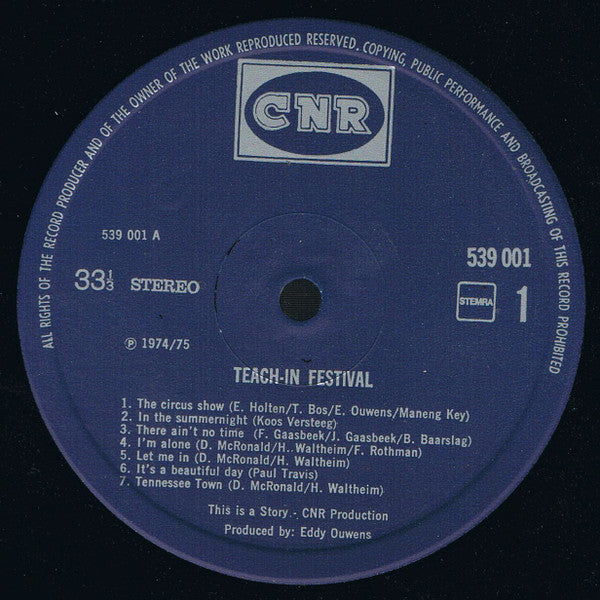 ALL RIGHTS OF THE RECORD PRODUCER AND OF THE OWNER OF THE WORK REPRODUCED RESERVED. COPYING, PUBLIC PERFORMANCE AND BROADCASTING OF THIS RECORD PROHIBITED
CNR
539 001 A
539 001
33⅓ STEREO
STEMRA
1
Ⓟ 1974/75
TEACH-IN FESTIVAL
1. The circus show (E. Holten/T. Bos/E. Ouwens/Maneng Key)
2. In the summernight (Koos Versteeg)
3. There ain't no time (F. Gaasbeek/J. Gaasbeek/B. Baarslag)
4. I'm alone (D. McRonald/H. Waltheim/F. Rothman)
5. Let me in (D. McRonald/H. Waltheim)
6. It's a beautiful day (Paul Travis)
7. Tennessee Town (D. McRonald/H. Waltheim)
This is a Story - CNR Production
Produced by: Eddy Ouwens